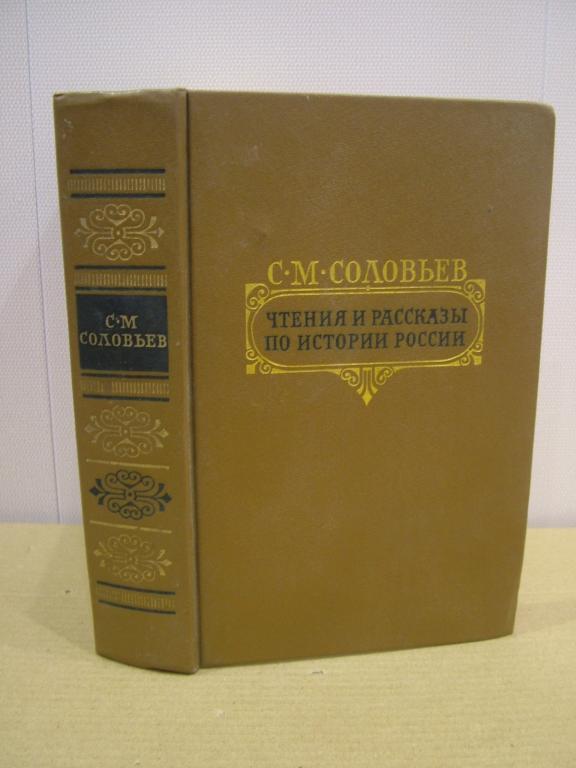 С·М
СОЛОВЬЕВ
С·М·СОЛОВЬЕВ
ЧТЕНИЯ И РАССКАЗЫ
ПО ИСТОРИИ РОССИИ